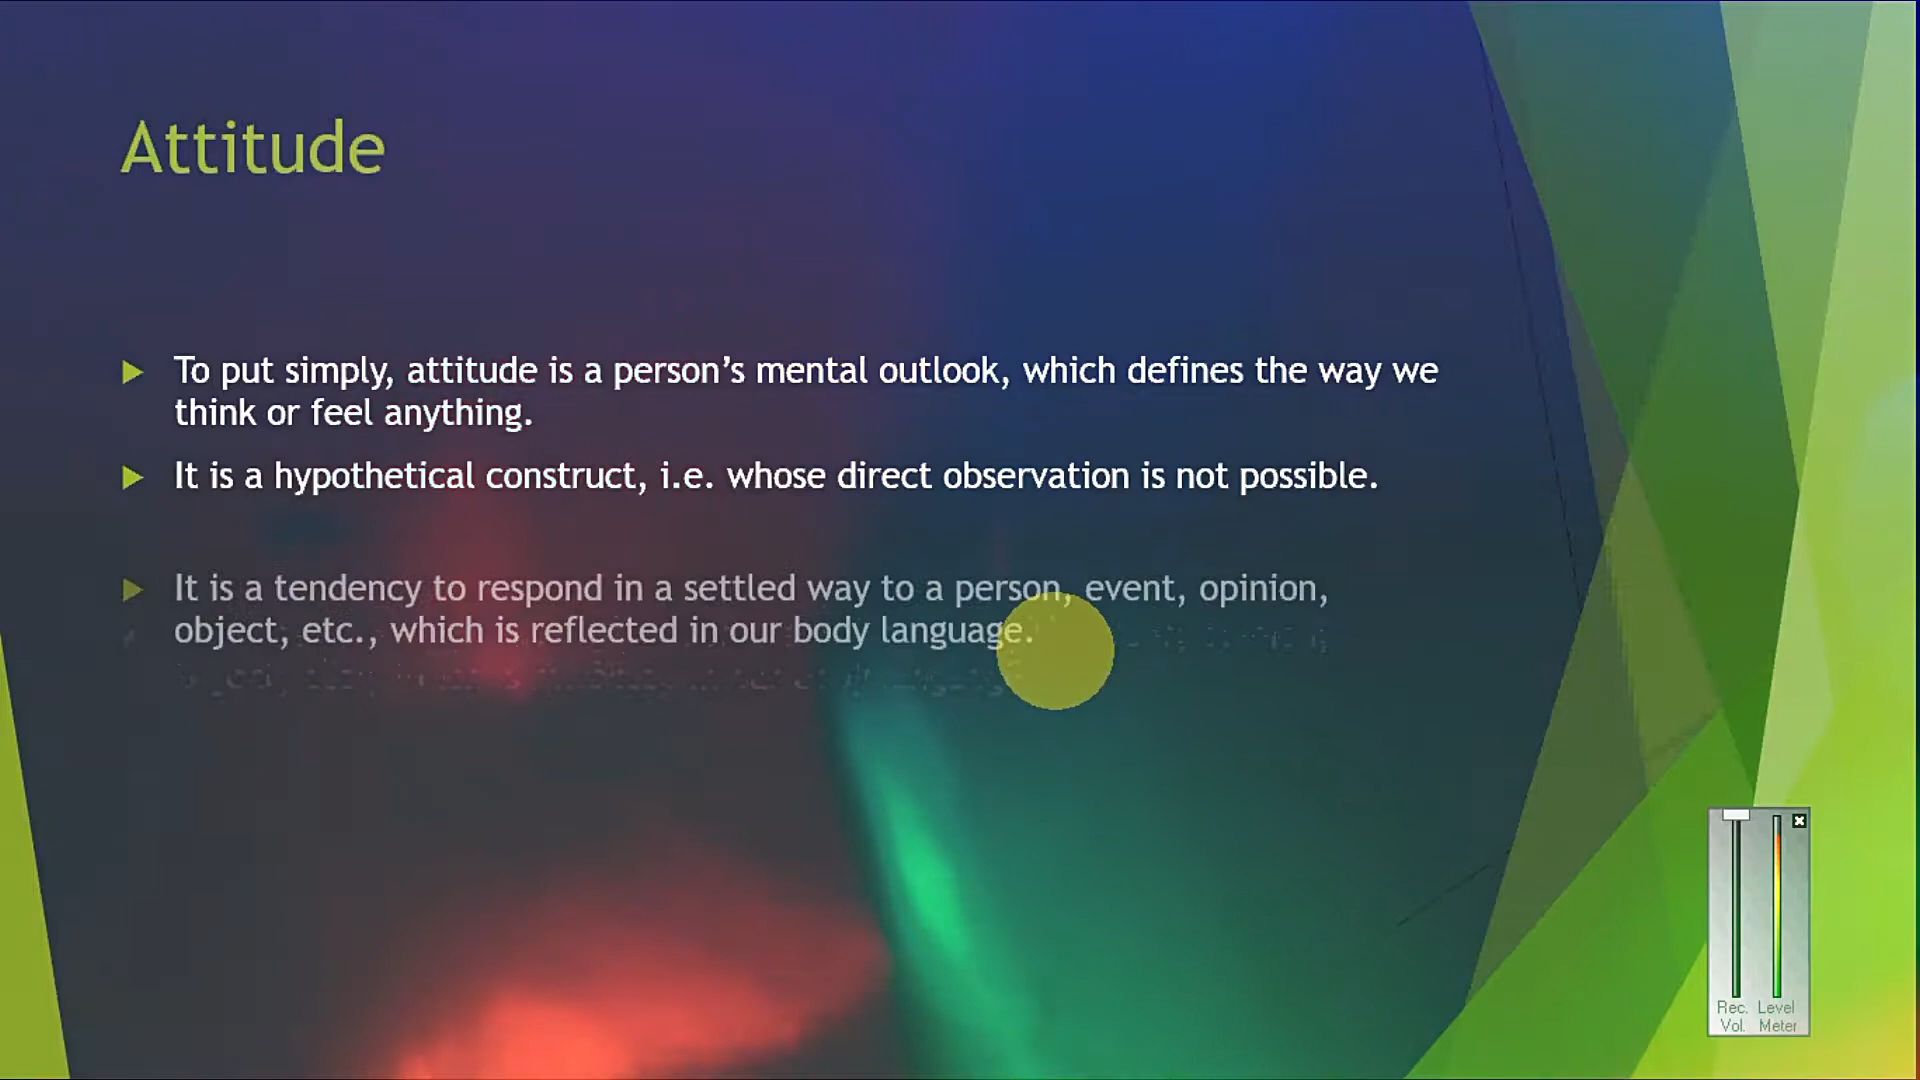 Attitude
To put simply, attitude is a person’s mental outlook, which defines the way we
think or feel anything.
It is a hypothetical construct, i.e. whose direct observation is not possible.
It is a tendency to respond in a settled way to a person, event, opinion,
object, etc., which is reflected in our body language.
Rec. Level
Vol. Meter